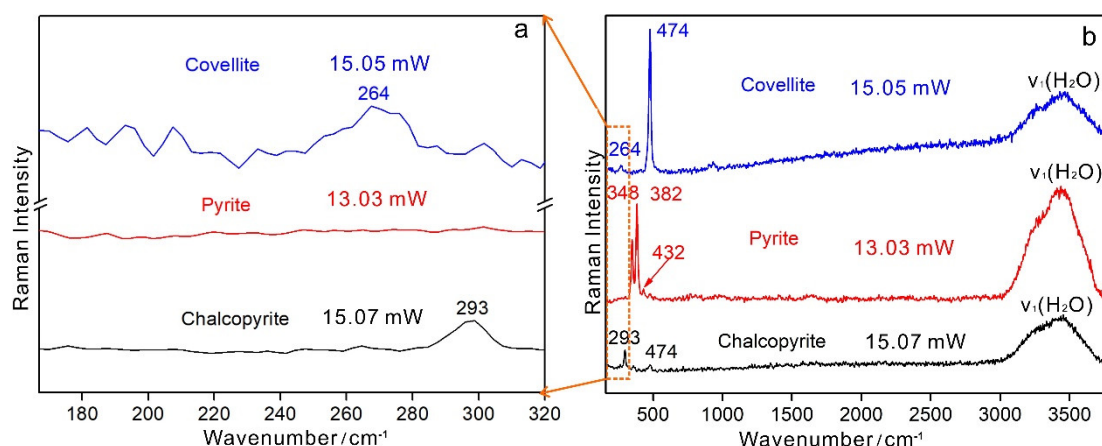 a
Covellite 15.05 mW
264
Pyrite 13.03 mW
293
Chalcopyrite 15.07 mW
Raman Intensity
180 200 220 240 260 280 300 320
Wavenumber/cm⁻¹
b
474
Covellite 15.05 mW
v₁(H₂O)
264
348 382
v₁(H₂O)
Pyrite 13.03 mW
432
v₁(H₂O)
293
474
Chalcopyrite 15.07 mW
Raman Intensity
500 1000 1500 2000 2500 3000 3500
Wavenumber/cm⁻¹